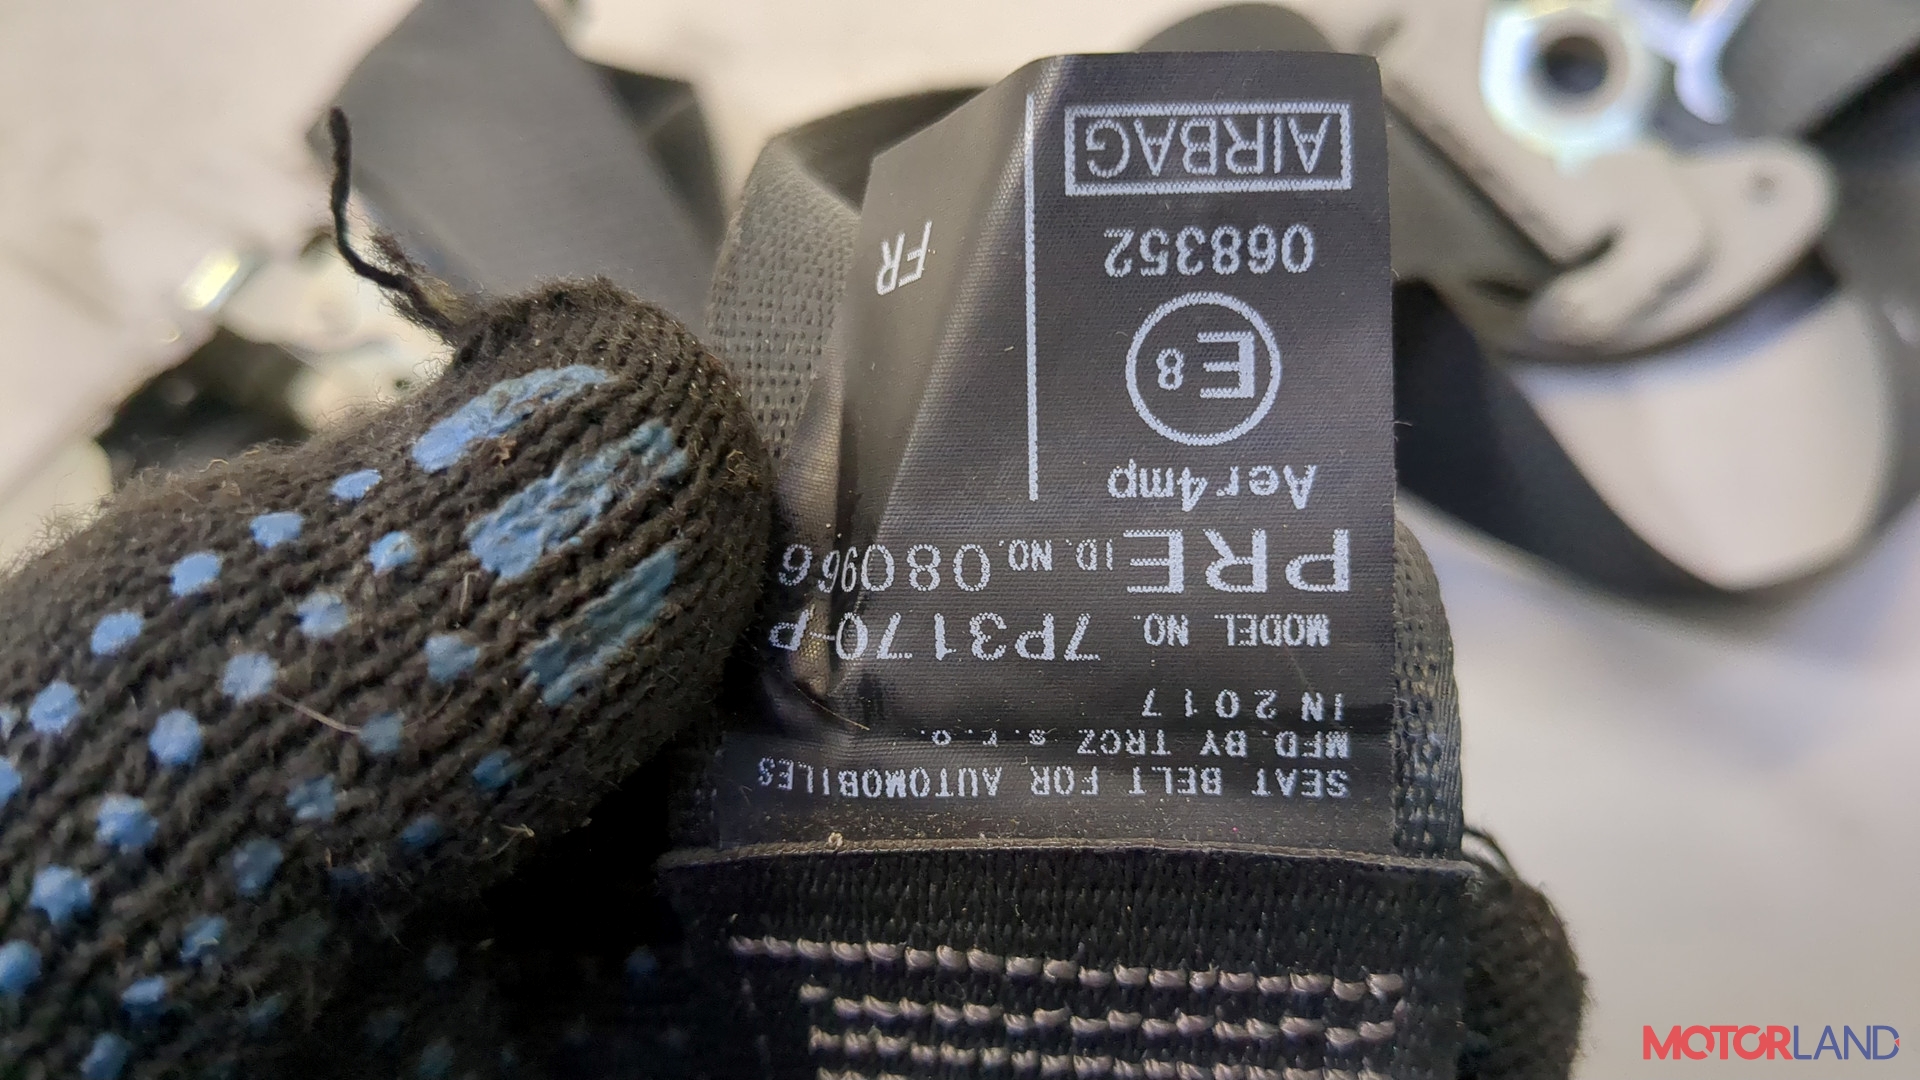 SEAT BELT FOR AUTOMOBILES
MFD. BY TRCZ s.r.o.
IN 2017
MODEL NO. 7P3170-P
PRE ID. NO. 080966
Aer4mp
E8
068352
AIRBAG
FR
MOTORLAND